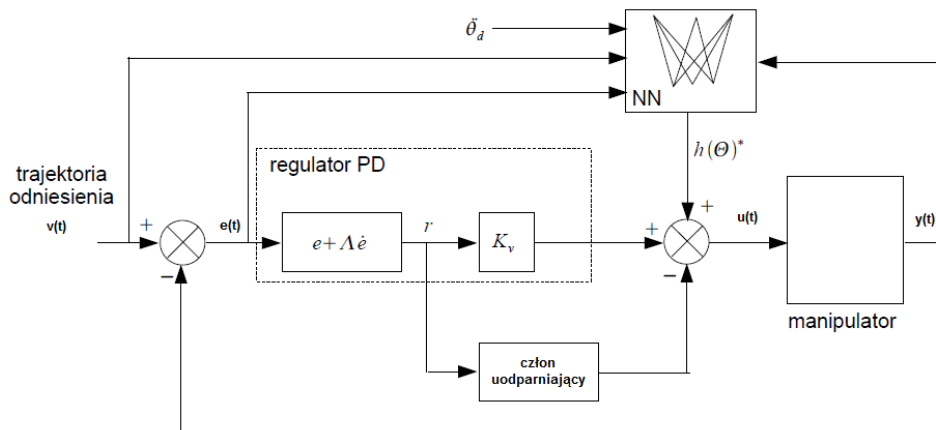 θ̈_d
NN
h(Θ)*
regulator PD
trajektoria
odniesienia
v(t)
+
−
e(t)
e+Λė
r
K_v
+
+
−
u(t)
y(t)
manipulator
człon
uodparniający